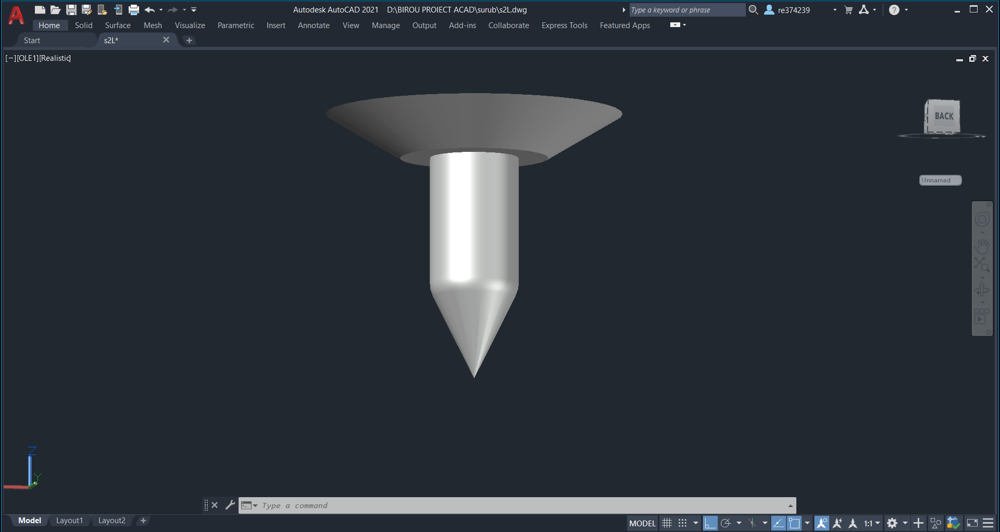 Autodesk AutoCAD 2021 D:\BIROU PROIECT ACAD\surub\s2L.dwg
Type a keyword or phrase
re374239
Home Solid Surface Mesh Visualize Parametric Insert Annotate View Manage Output Add-ins Collaborate Express Tools Featured Apps
Start s2L*
[−][OLE1][Realistic]
BACK
Unnamed
Z
Y
Type a command
Model Layout1 Layout2
MODEL 1:1